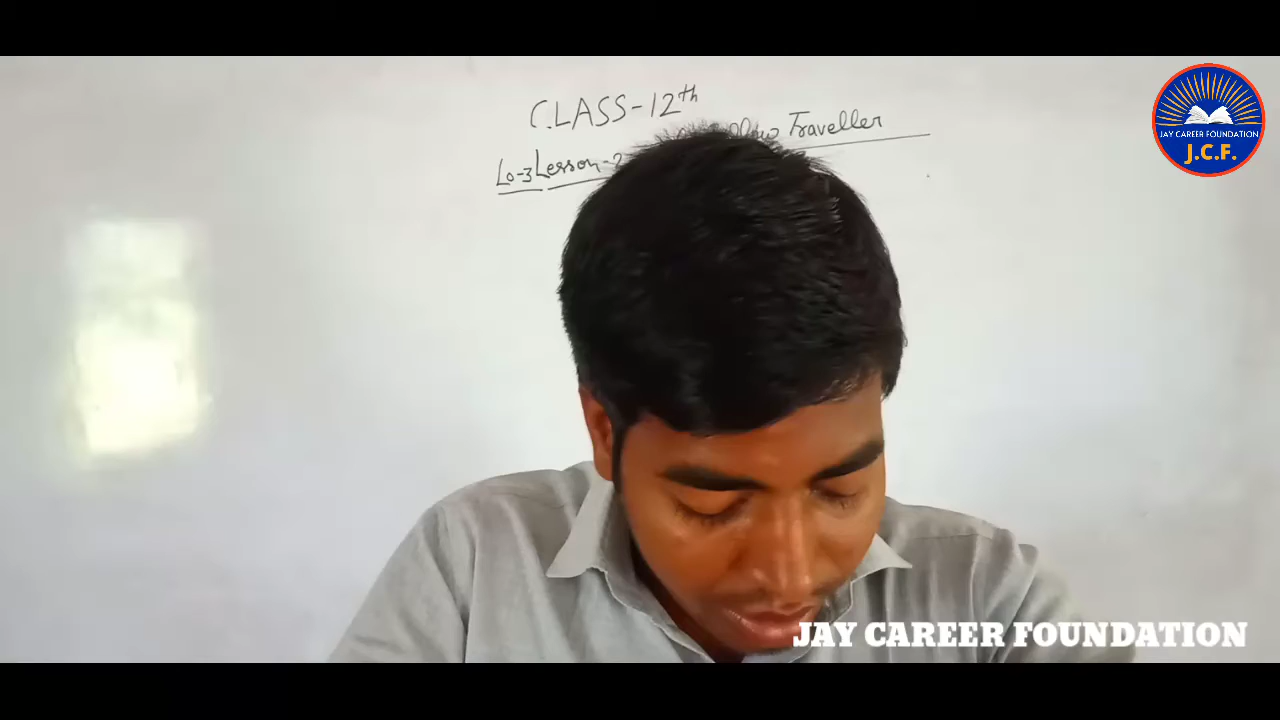 CLASS-12th
Lo-3 Lesson-2 Traveller
JAY CAREER FOUNDATION
J.C.F.
JAY CAREER FOUNDATION